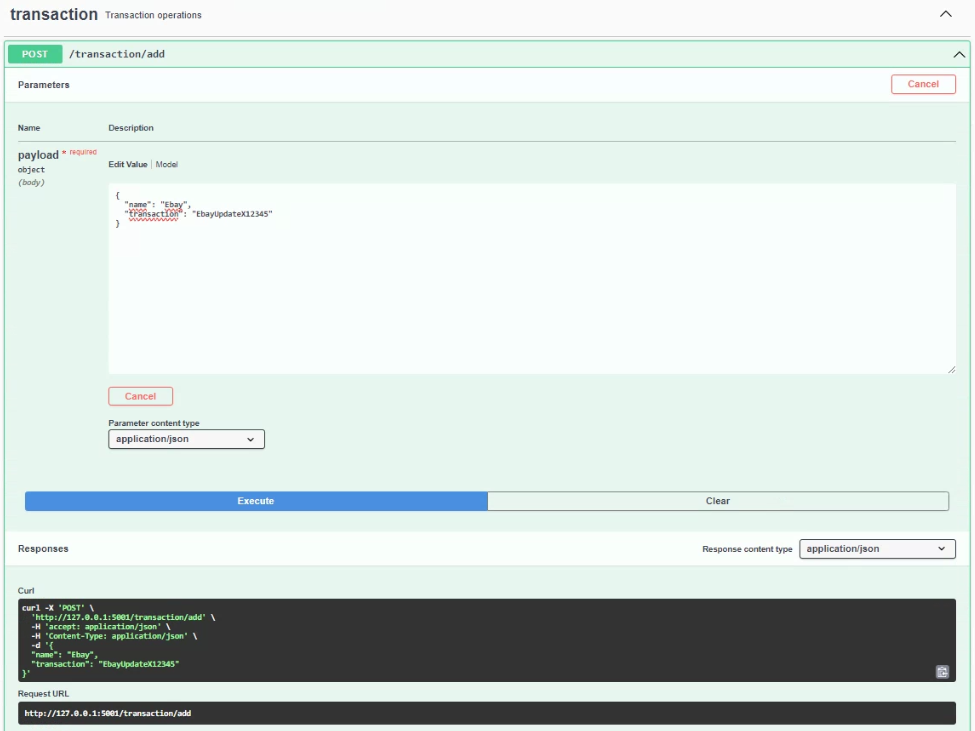 transaction Transaction operations
POST /transaction/add
Parameters Cancel
Name Description
payload * required
object
(body)
Edit Value | Model
{
"name": "Ebay",
"transaction": "EbayUpdateX12345"
}
Cancel
Parameter content type
application/json
Execute Clear
Responses Response content type application/json
Curl
curl -X 'POST' \
'http://127.0.0.1:5001/transaction/add' \
-H 'accept: application/json' \
-H 'Content-Type: application/json' \
-d '{
"name": "Ebay",
"transaction": "EbayUpdateX12345"
}'
Request URL
http://127.0.0.1:5001/transaction/add